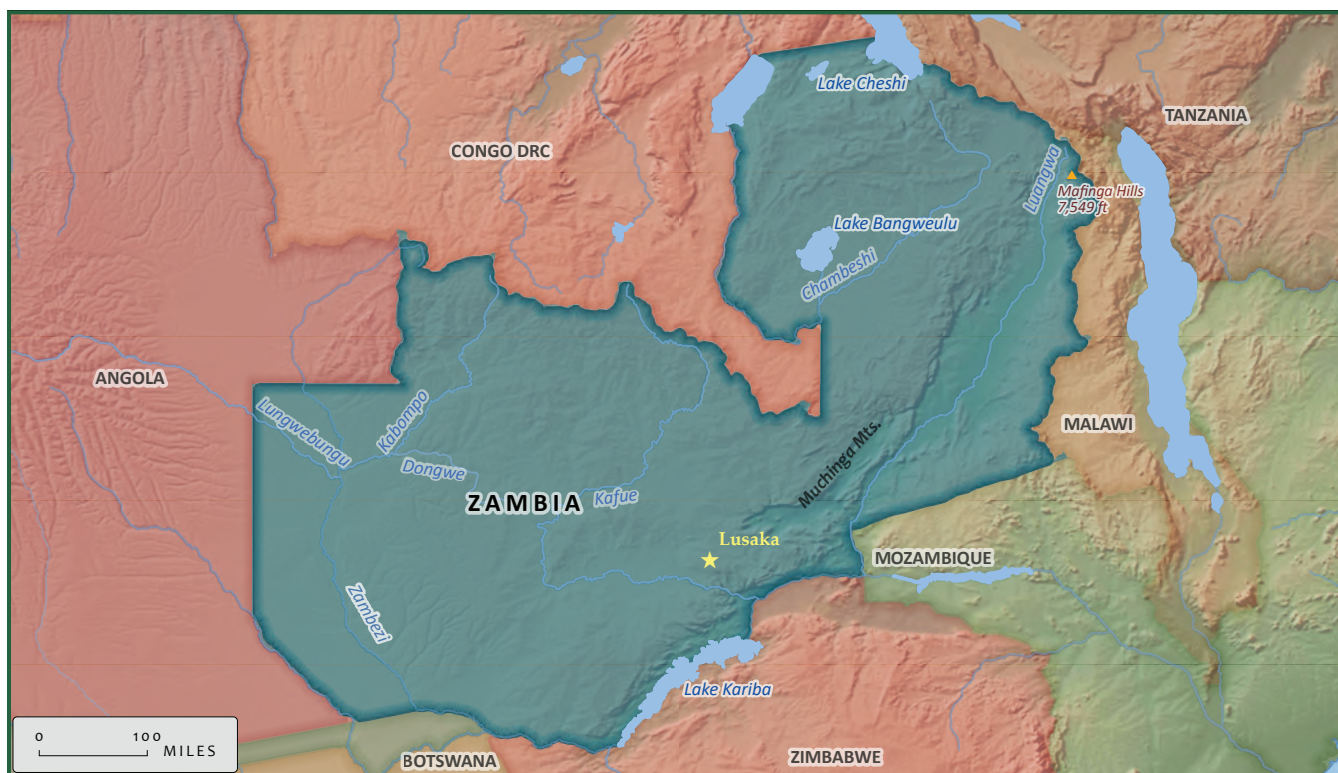 Lake Cheshi
TANZANIA
CONGO DRC
Luangwa
Mafinga Hills
7,549 ft
Lake Bangweulu
Chambeshi
ANGOLA
Lungwebungu
Kabompo
Dongwe
MALAWI
Muchinga Mts.
ZAMBIA
Kafue
Lusaka
MOZAMBIQUE
Zambezi
Lake Kariba
0 100
MILES
BOTSWANA
ZIMBABWE